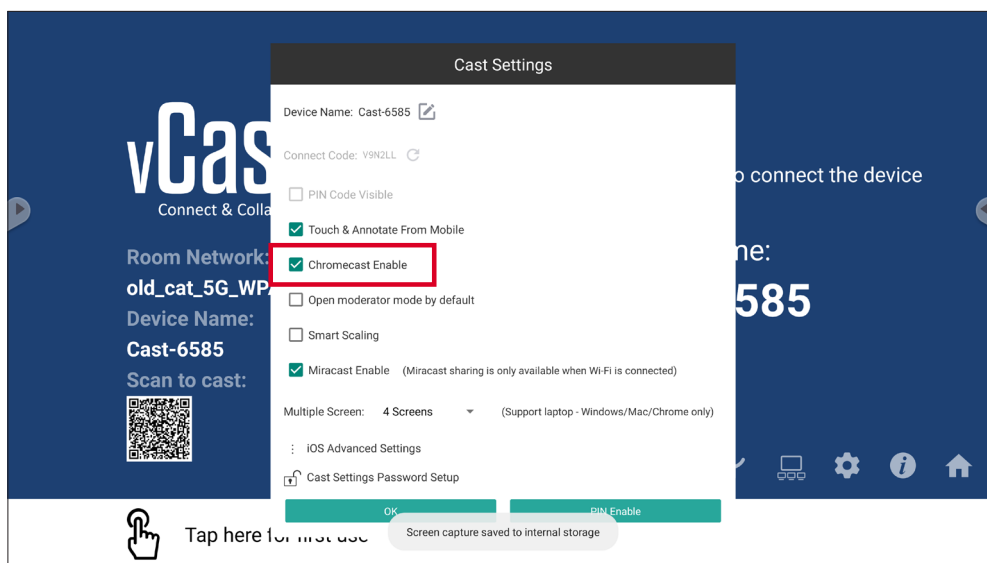 Cast Settings
Device Name: Cast-6585
Connect Code: V9N2LL
PIN Code Visible
Touch & Annotate From Mobile
Chromecast Enable
Open moderator mode by default
Smart Scaling
Miracast Enable (Miracast sharing is only available when Wi-Fi is connected)
Multiple Screen: 4 Screens (Support laptop - Windows/Mac/Chrome only)
iOS Advanced Settings
Cast Settings Password Setup
OK PIN Enable
Screen capture saved to internal storage
vCas
Connect & Colla
Room Network:
old_cat_5G_WPA
Device Name:
Cast-6585
Scan to cast:
connect the device
me:
585
Tap here for first use